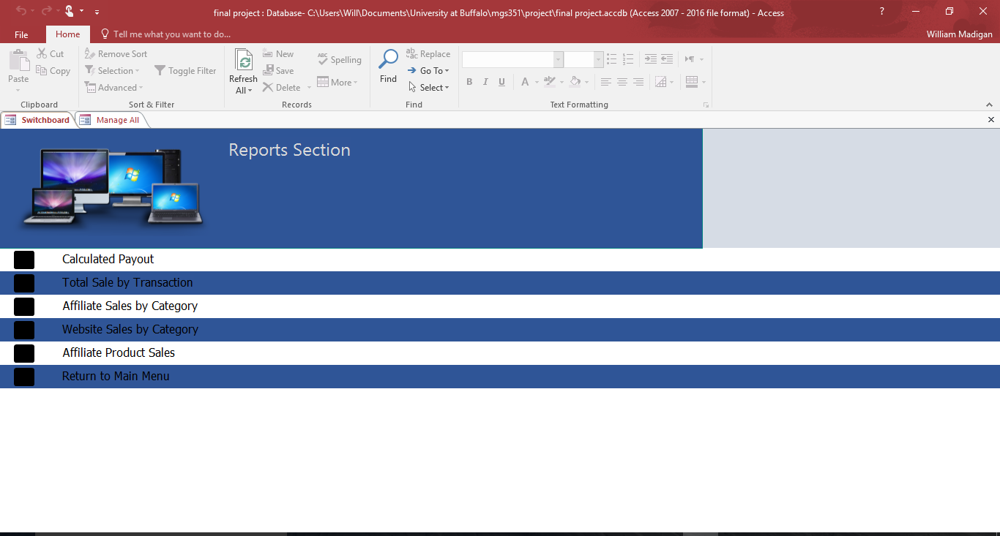 final project : Database- C:\Users\Will\Documents\University at Buffalo\mgs351\project\final project.accdb (Access 2007 - 2016 file format) - Access
?
File Home Tell me what you want to do... William Madigan
Paste
Cut
Copy
Clipboard
Remove Sort
Selection
Advanced
Toggle Filter
Sort & Filter
Refresh
All
New
Save
Delete
Spelling
More
Records
Find
Replace
Go To
Select
Find
B I U A
Text Formatting
Switchboard Manage All
Reports Section
Calculated Payout
Total Sale by Transaction
Affiliate Sales by Category
Website Sales by Category
Affiliate Product Sales
Return to Main Menu